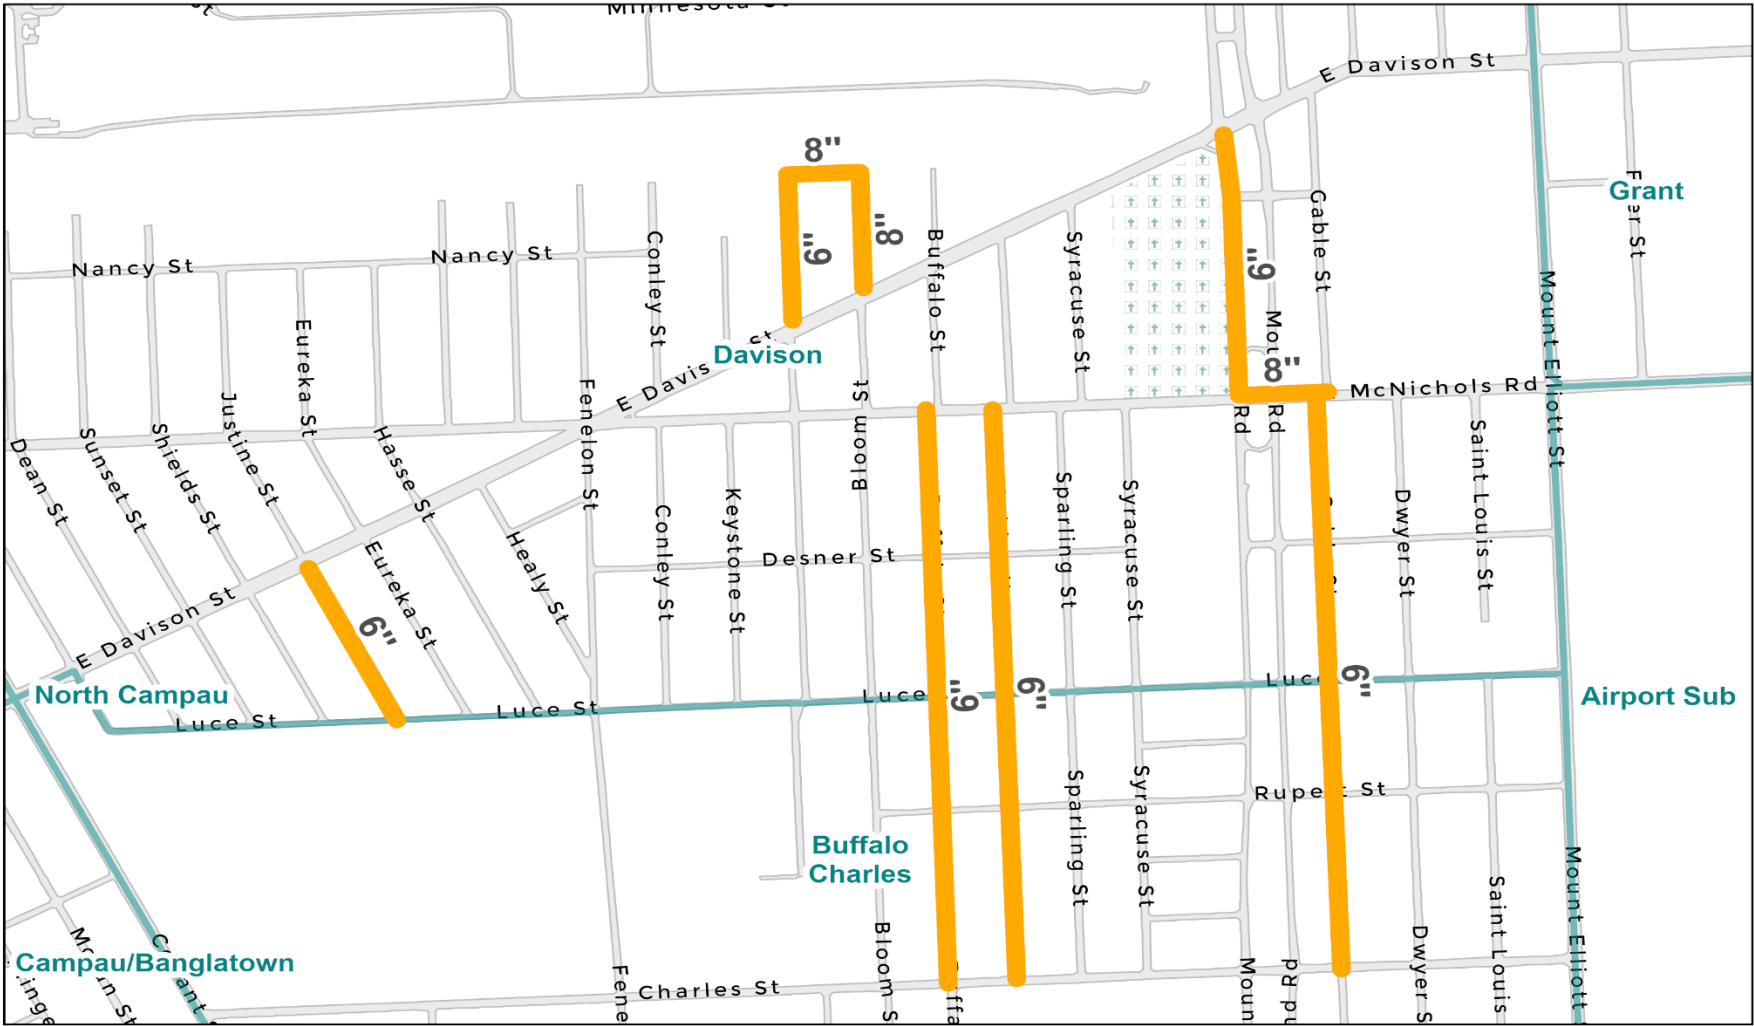 Minnesota St
E Davison St
8"
Grant
8"
6"
Buffalo St
Syracuse St
Gable St
6"
Nancy St
Nancy St
Conley St
Mount Elliott St
Eureka St
Davison
8"
McNichols Rd
E Davis
Fenelon St
Bloom St
Rd
Rd
Justine St
Hasse St
Shields St
Sunset St
Dean St
Saint Louis St
Dwyer St
Syracuse St
Sparling St
Keystone St
Conley St
Healy St
Eureka St
Desner St
E Davison St
6"
North Campau
Luce St
Luce St
Luce
6"
6"
Luce
6"
Airport Sub
Rupert St
Syracuse St
Sparling St
Buffalo
Charles
Mount Elliott
Saint Louis
Dwyer S
Bloom S
Campau/Banglatown
Charles St
Fene
Moun